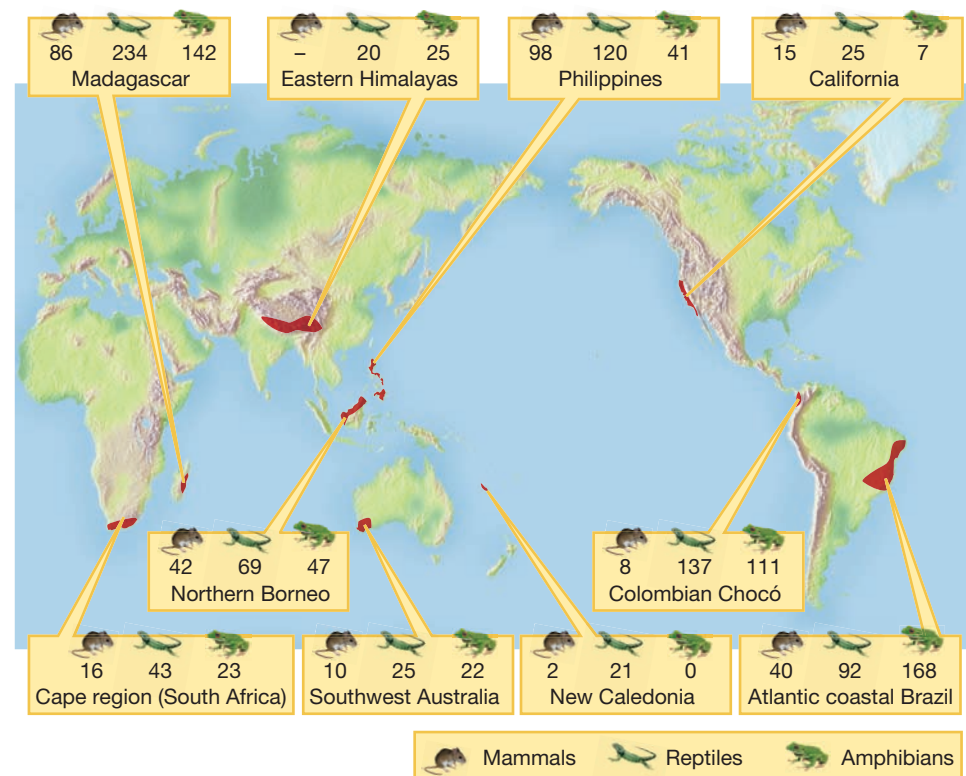 86 234 142
Madagascar
– 20 25
Eastern Himalayas
98 120 41
Philippines
15 25 7
California
42 69 47
Northern Borneo
8 137 111
Colombian Chocó
16 43 23
Cape region (South Africa)
10 25 22
Southwest Australia
2 21 0
New Caledonia
40 92 168
Atlantic coastal Brazil
Mammals Reptiles Amphibians